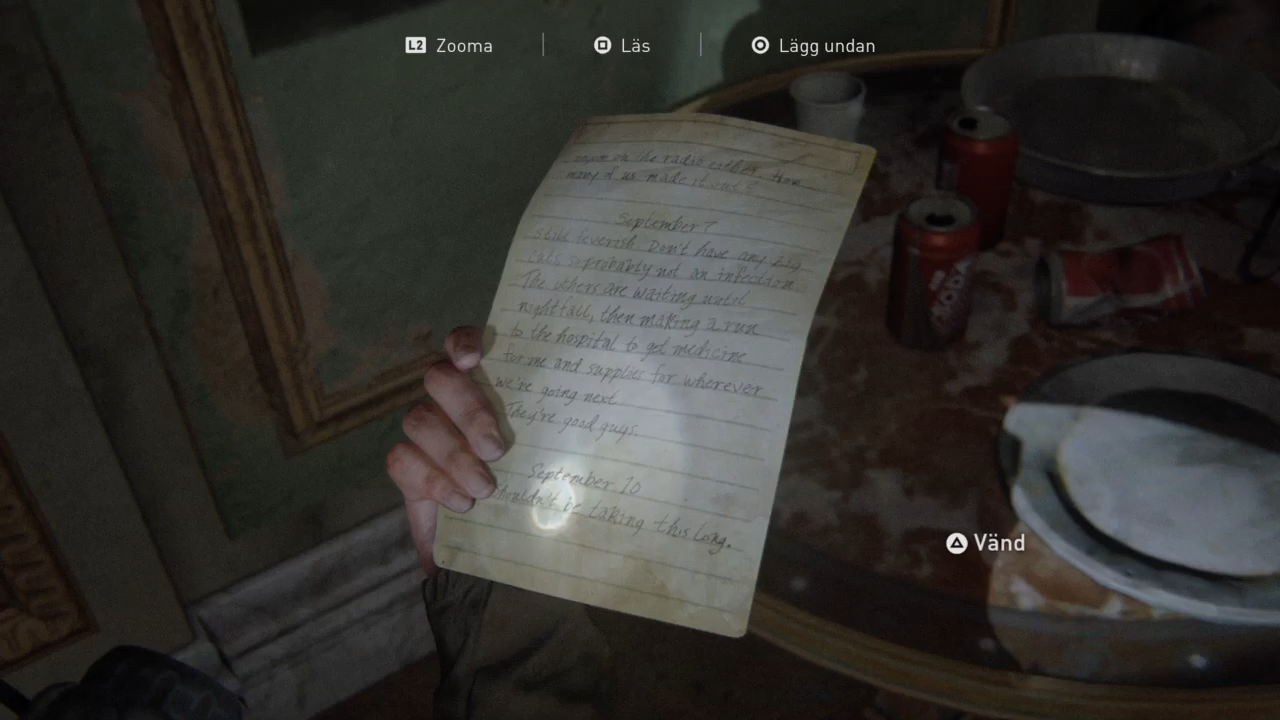 Zooma
Läs
Lägg undan
on the radio either. How
many of us made it out?
September 7
Still feverish. Don't have any big
cuts so probably not an infection.
The others are waiting until
nightfall, then making a run
to the hospital to get medicine
for me and supplies for wherever
we're going next.
They're good guys.
September 10
Shouldn't be taking this long.
Vänd